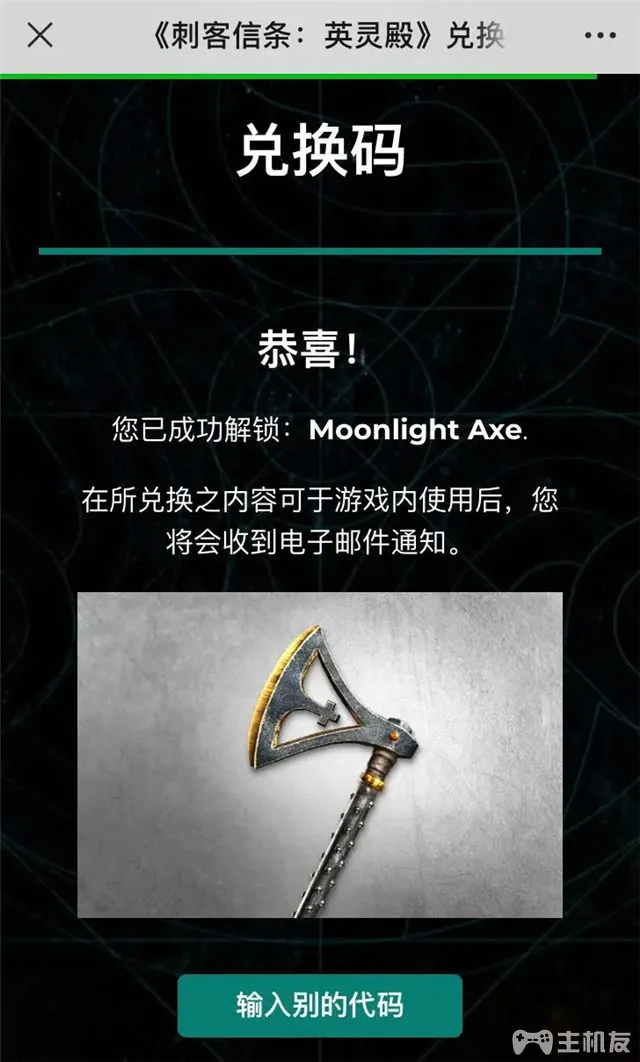 《刺客信条：英灵殿》兑换
兑换码
恭喜！
您已成功解锁：Moonlight Axe.
在所兑换之内容可于游戏内使用后，您
将会收到电子邮件通知。
输入别的代码
主机友